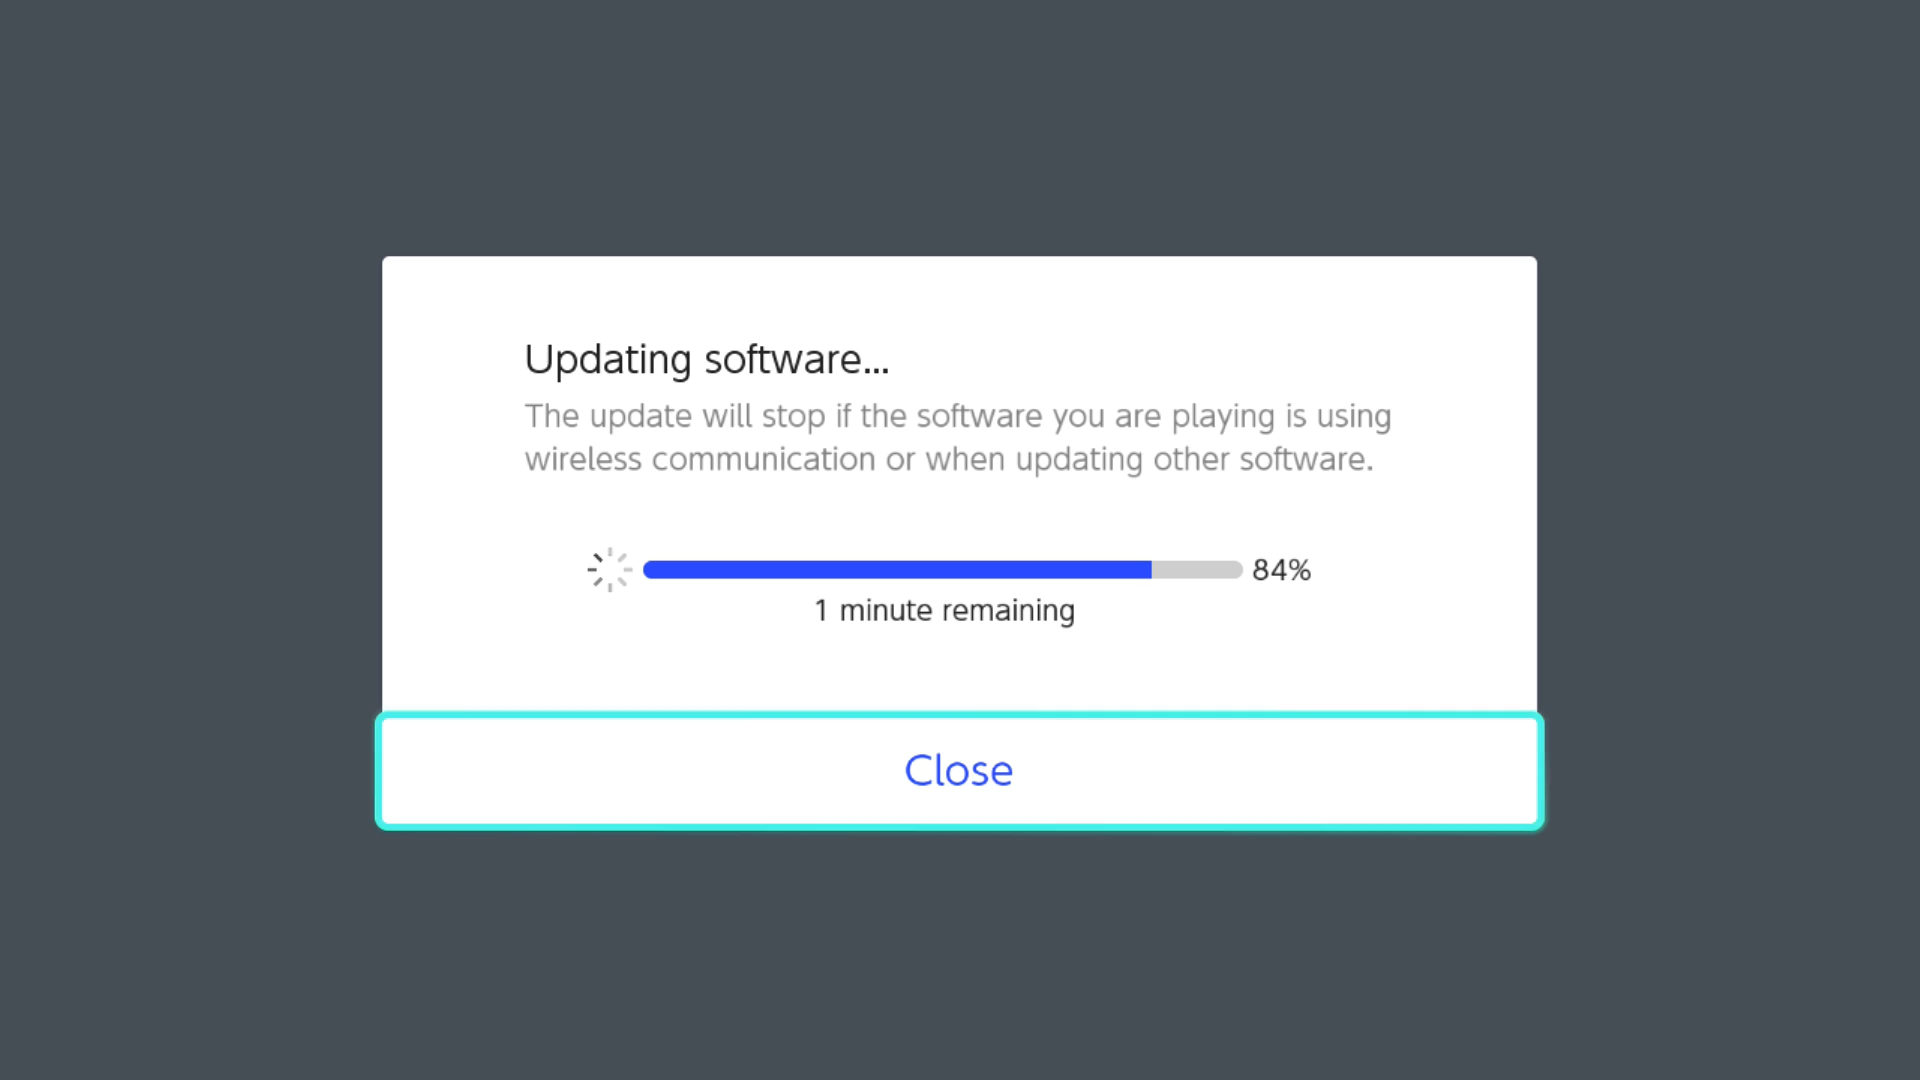 Updating software...
The update will stop if the software you are playing is using
wireless communication or when updating other software.
84%
1 minute remaining
Close